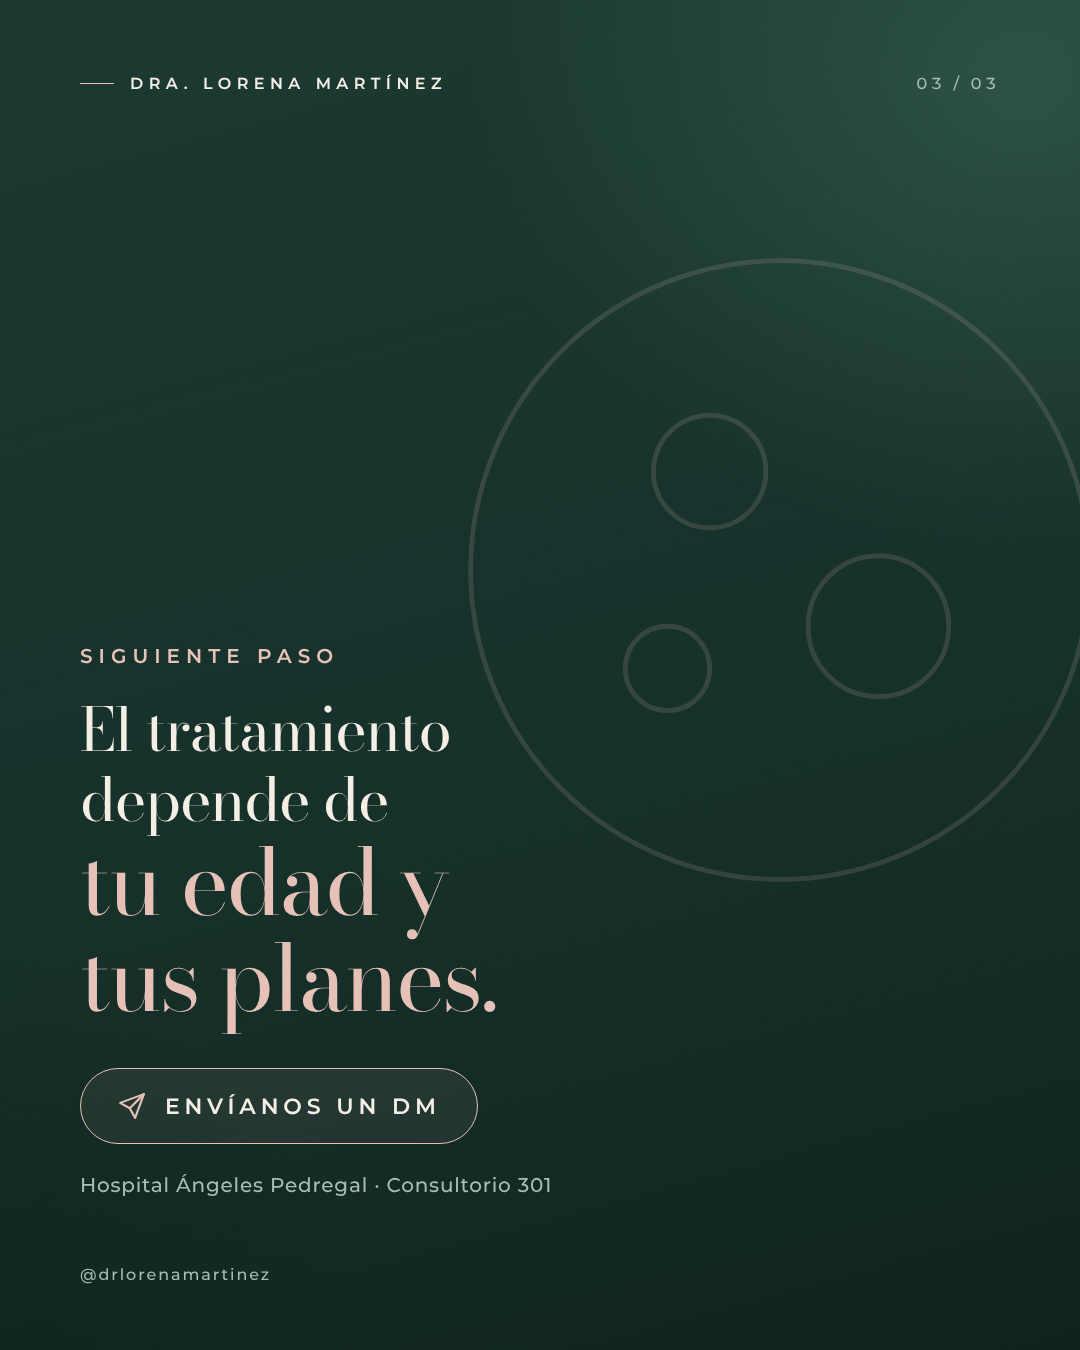 DRA. LORENA MARTÍNEZ
03 / 03
SIGUIENTE PASO
El tratamiento
depende de
tu edad y
tus planes.
ENVÍANOS UN DM
Hospital Ángeles Pedregal · Consultorio 301
@drlorenamartinez